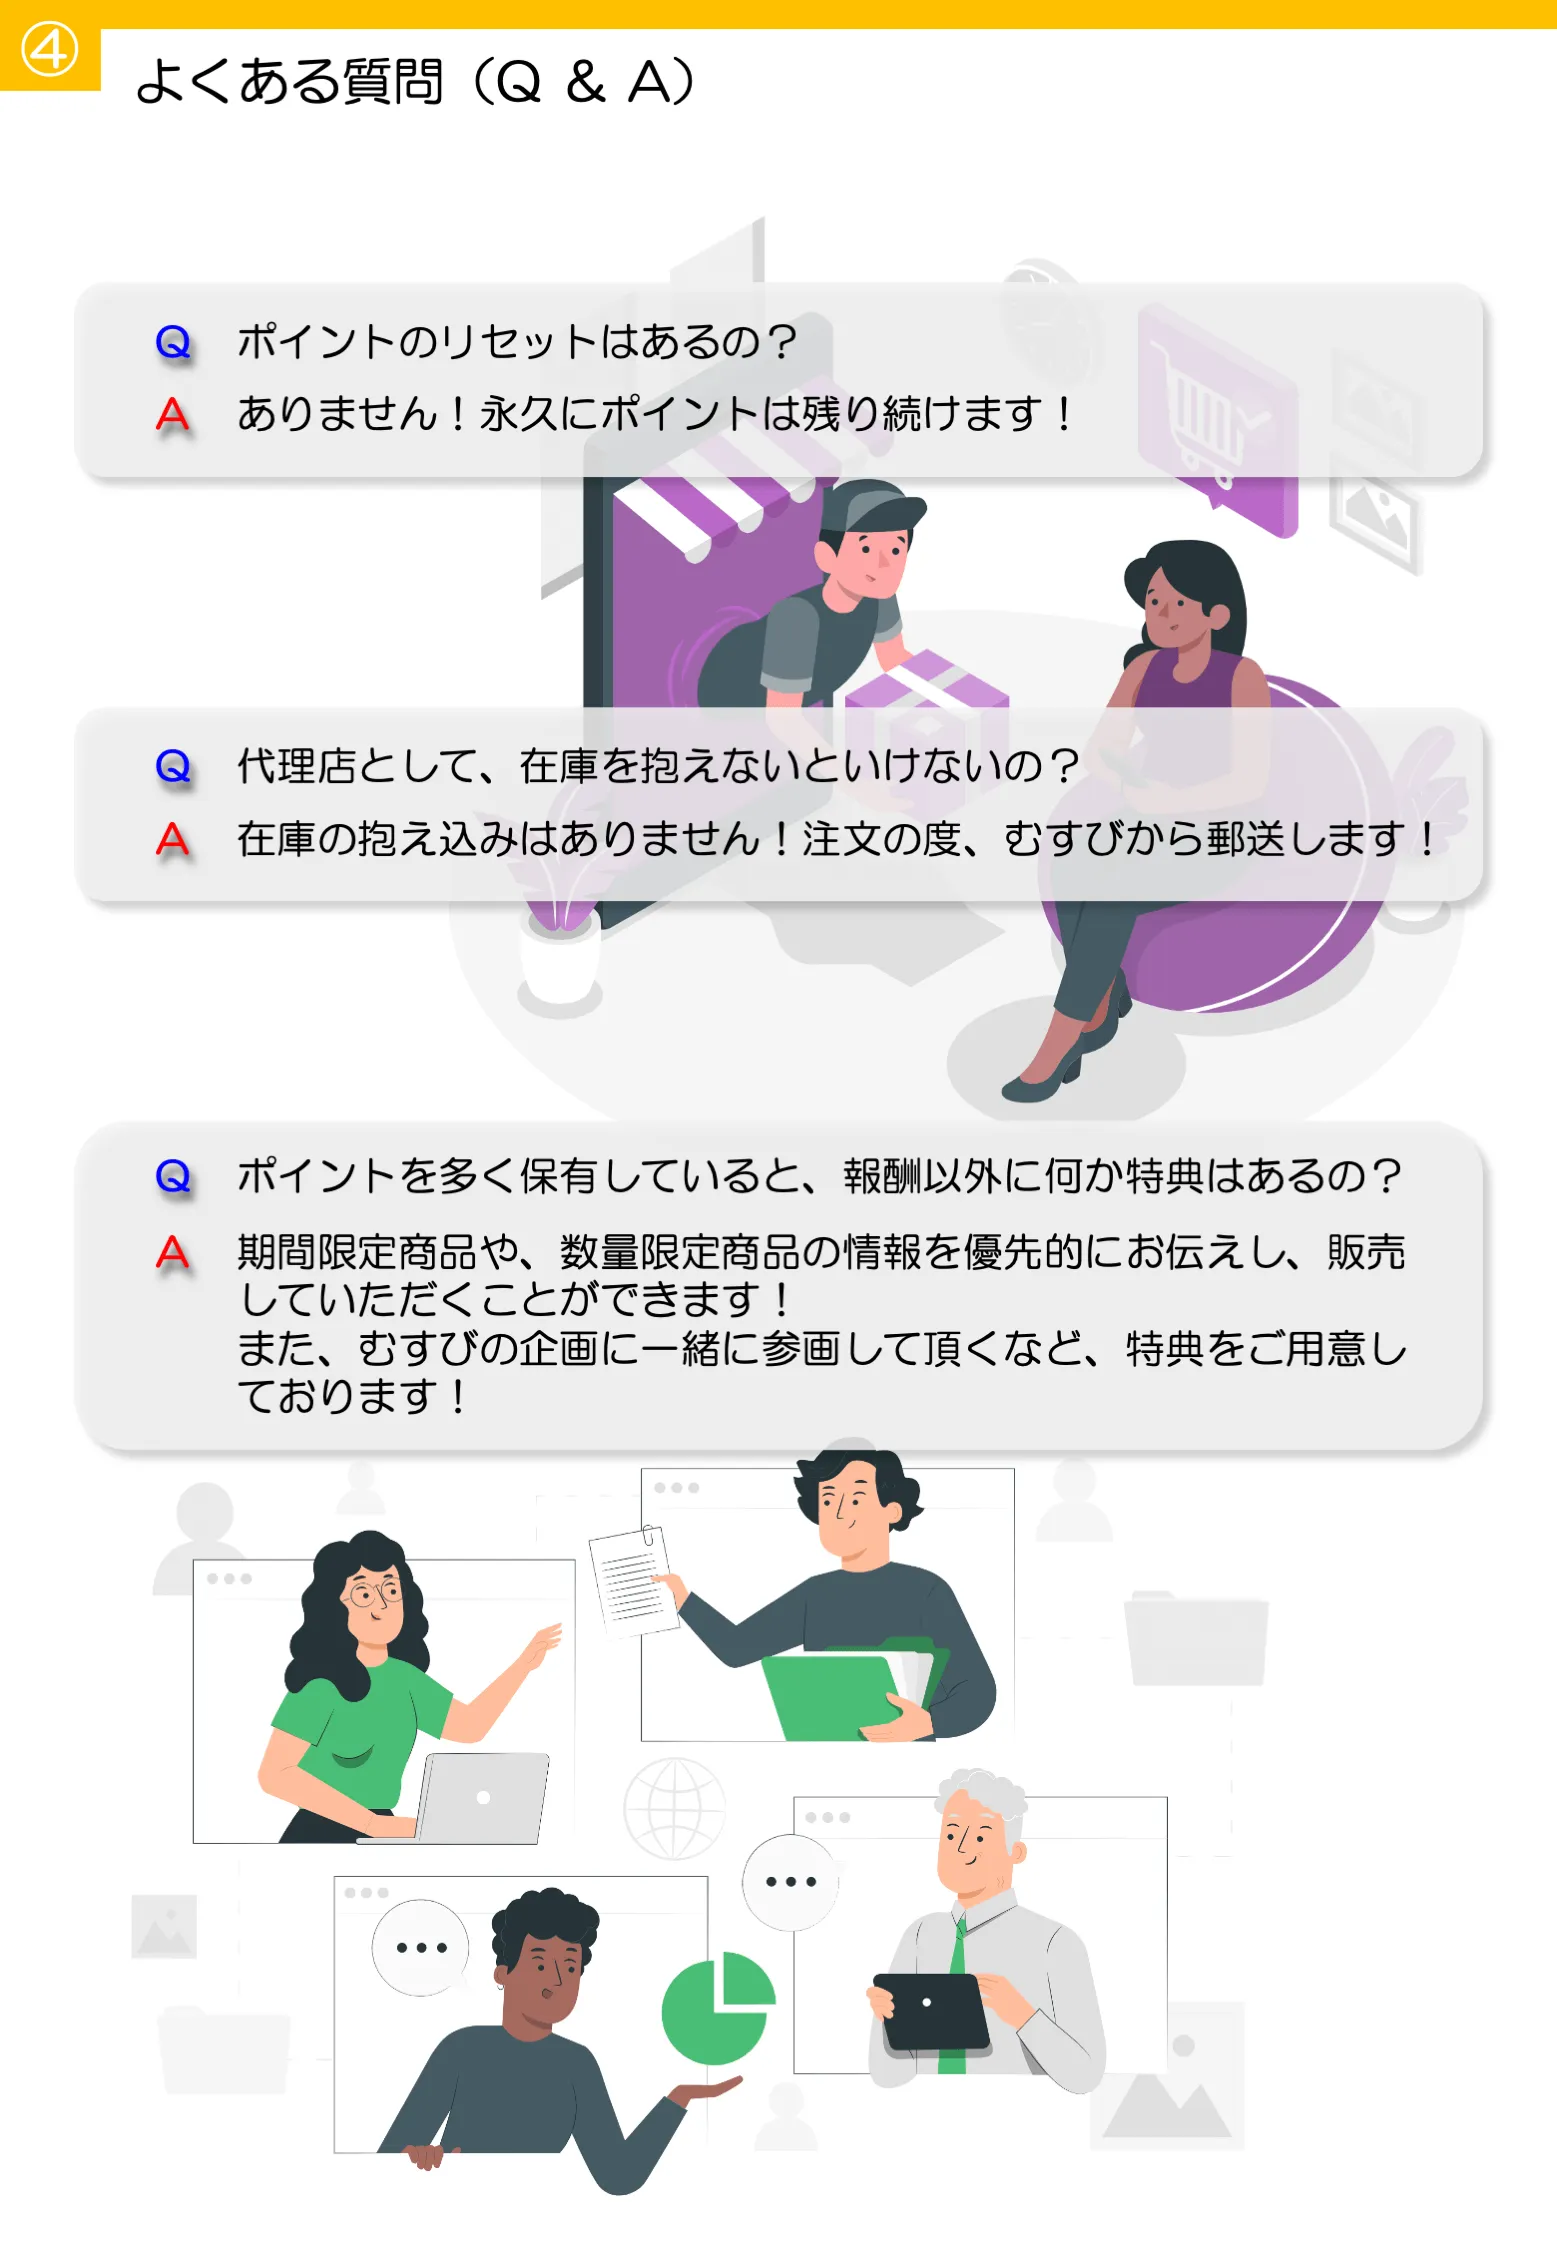 ④
よくある質問（Q & A）
Q ポイントのリセットはあるの？
A ありません！永久にポイントは残り続けます！
Q 代理店として、在庫を抱えないといけないの？
A 在庫の抱え込みはありません！注文の度、むすびから郵送します！
Q ポイントを多く保有していると、報酬以外に何か特典はあるの？
A 期間限定商品や、数量限定商品の情報を優先的にお伝えし、販売
していただくことができます！
また、むすびの企画に一緒に参画して頂くなど、特典をご用意し
ております！